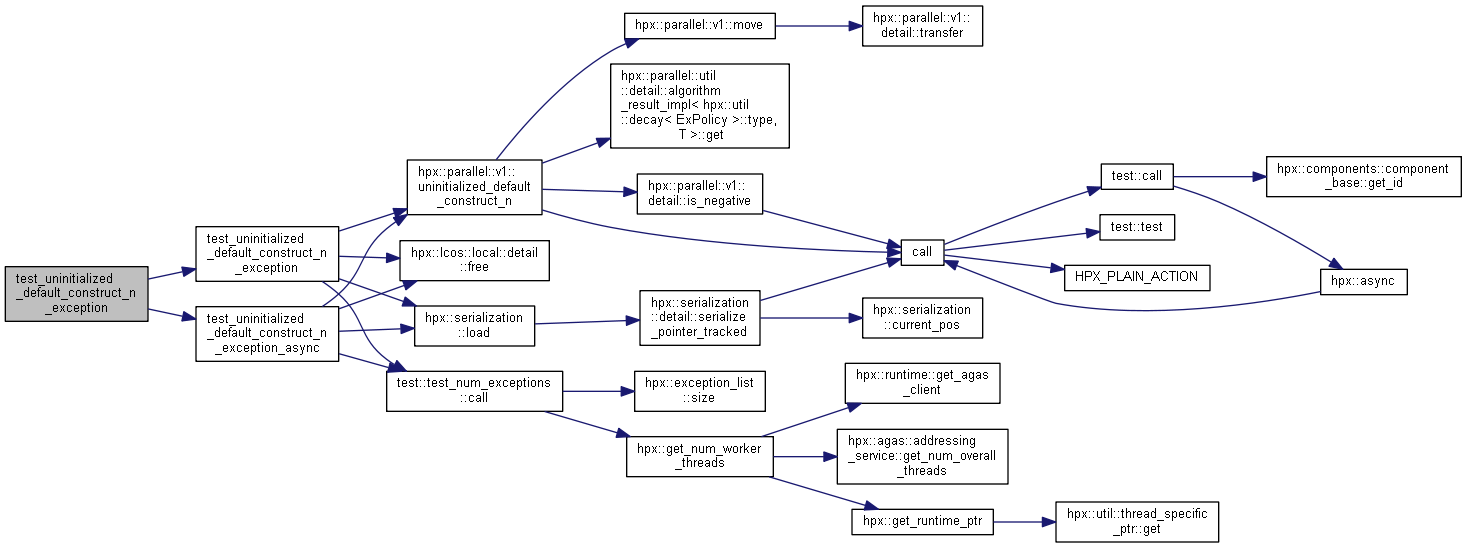 test_uninitialized
_default_construct_n
_exception
test_uninitialized
_default_construct_n
_exception
test_uninitialized
_default_construct_n
_exception_async
hpx::parallel::v1::
uninitialized_default
_construct_n
hpx::lcos::local::detail
::free
hpx::serialization
::load
test::test_num_exceptions
::call
hpx::parallel::v1::move
hpx::parallel::util
::detail::algorithm
_result_impl< hpx::util
::decay< ExPolicy >::type,
T >::get
hpx::parallel::v1::
detail::is_negative
hpx::serialization
::detail::serialize
_pointer_tracked
hpx::exception_list
::size
hpx::get_num_worker
_threads
hpx::parallel::v1::
detail::transfer
call
hpx::serialization
::current_pos
hpx::runtime::get_agas
_client
hpx::agas::addressing
_service::get_num_overall
_threads
hpx::get_runtime_ptr
test::call
test::test
HPX_PLAIN_ACTION
hpx::util::thread_specific
_ptr::get
hpx::components::component
_base::get_id
hpx::async